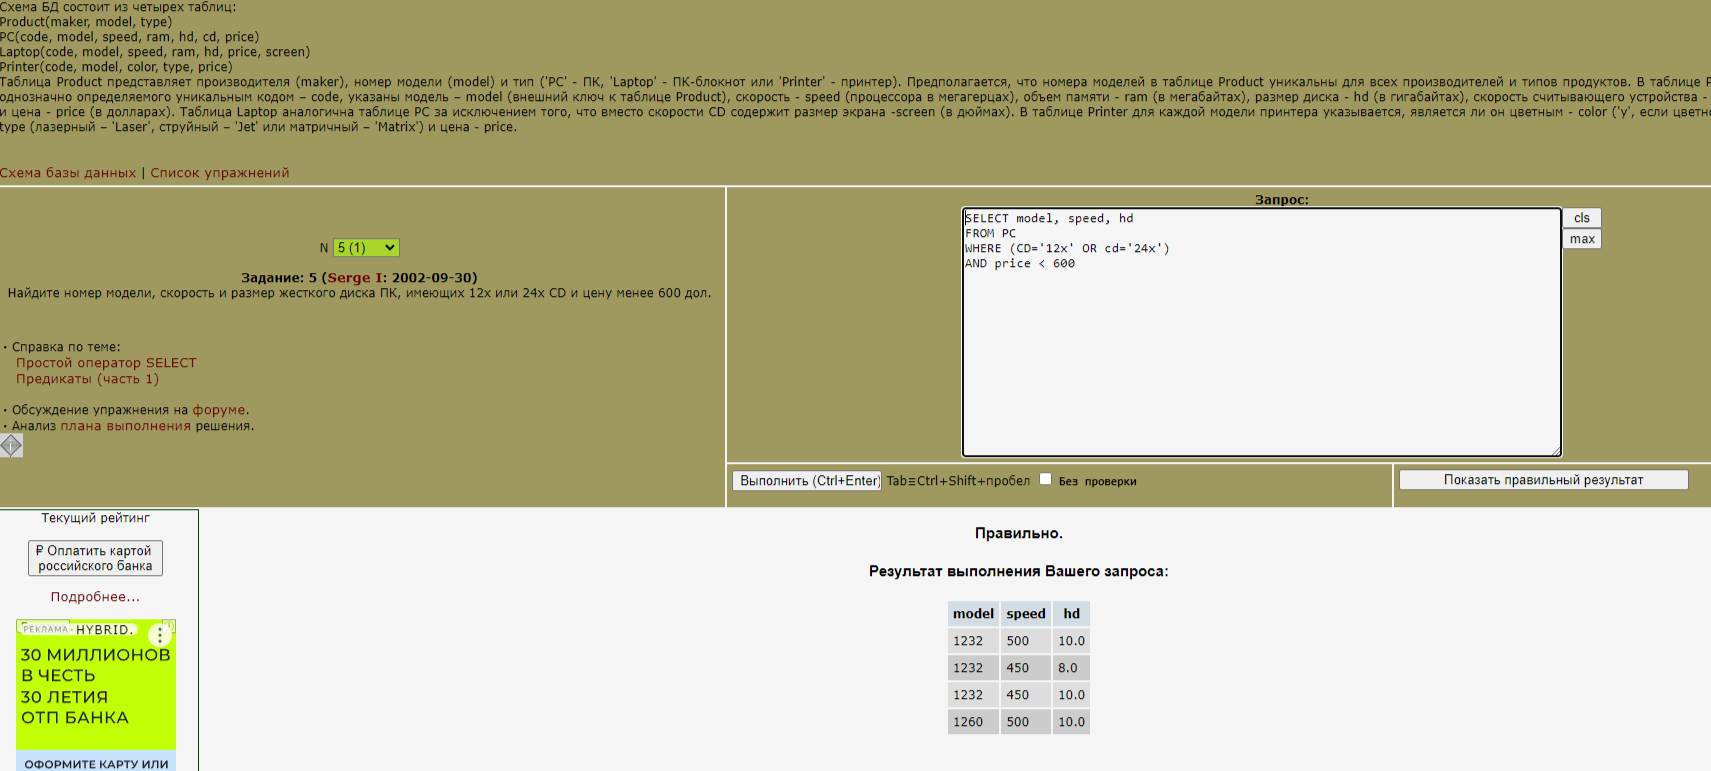 Схема БД состоит из четырех таблиц:
Product(maker, model, type)
PC(code, model, speed, ram, hd, cd, price)
Laptop(code, model, speed, ram, hd, price, screen)
Printer(code, model, color, type, price)
Таблица Product представляет производителя (maker), номер модели (model) и тип ('PC' - ПК, 'Laptop' - ПК-блокнот или 'Printer' - принтер). Предполагается, что номера моделей в таблице Product уникальны для всех производителей и типов продуктов. В таблице P
однозначно определяемого уникальным кодом – code, указаны модель – model (внешний ключ к таблице Product), скорость - speed (процессора в мегагерцах), объем памяти - ram (в мегабайтах), размер диска - hd (в гигабайтах), скорость считывающего устройства -
и цена - price (в долларах). Таблица Laptop аналогична таблице РС за исключением того, что вместо скорости CD содержит размер экрана -screen (в дюймах). В таблице Printer для каждой модели принтера указывается, является ли он цветным - color ('y', если цветно
type (лазерный – 'Laser', струйный – 'Jet' или матричный – 'Matrix') и цена - price.
Схема базы данных | Список упражнений
N 5 (1)
Задание: 5 (Serge I: 2002-09-30)
Найдите номер модели, скорость и размер жесткого диска ПК, имеющих 12x или 24x CD и цену менее 600 дол.
· Справка по теме:
Простой оператор SELECT
Предикаты (часть 1)
· Обсуждение упражнения на форуме.
· Анализ плана выполнения решения.
Запрос:
SELECT model, speed, hd
FROM PC
WHERE (CD='12x' OR cd='24x')
AND price < 600
cls
max
Выполнить (Ctrl+Enter) Tab≡Ctrl+Shift+пробел Без проверки
Показать правильный результат
Текущий рейтинг
₽ Оплатить картой
российского банка
Подробнее...
РЕКЛАМА · HYBRID.
30 МИЛЛИОНОВ
В ЧЕСТЬ
30 ЛЕТИЯ
ОТП БАНКА
ОФОРМИТЕ КАРТУ ИЛИ
Правильно.
Результат выполнения Вашего запроса:
model speed hd
1232 500 10.0
1232 450 8.0
1232 450 10.0
1260 500 10.0